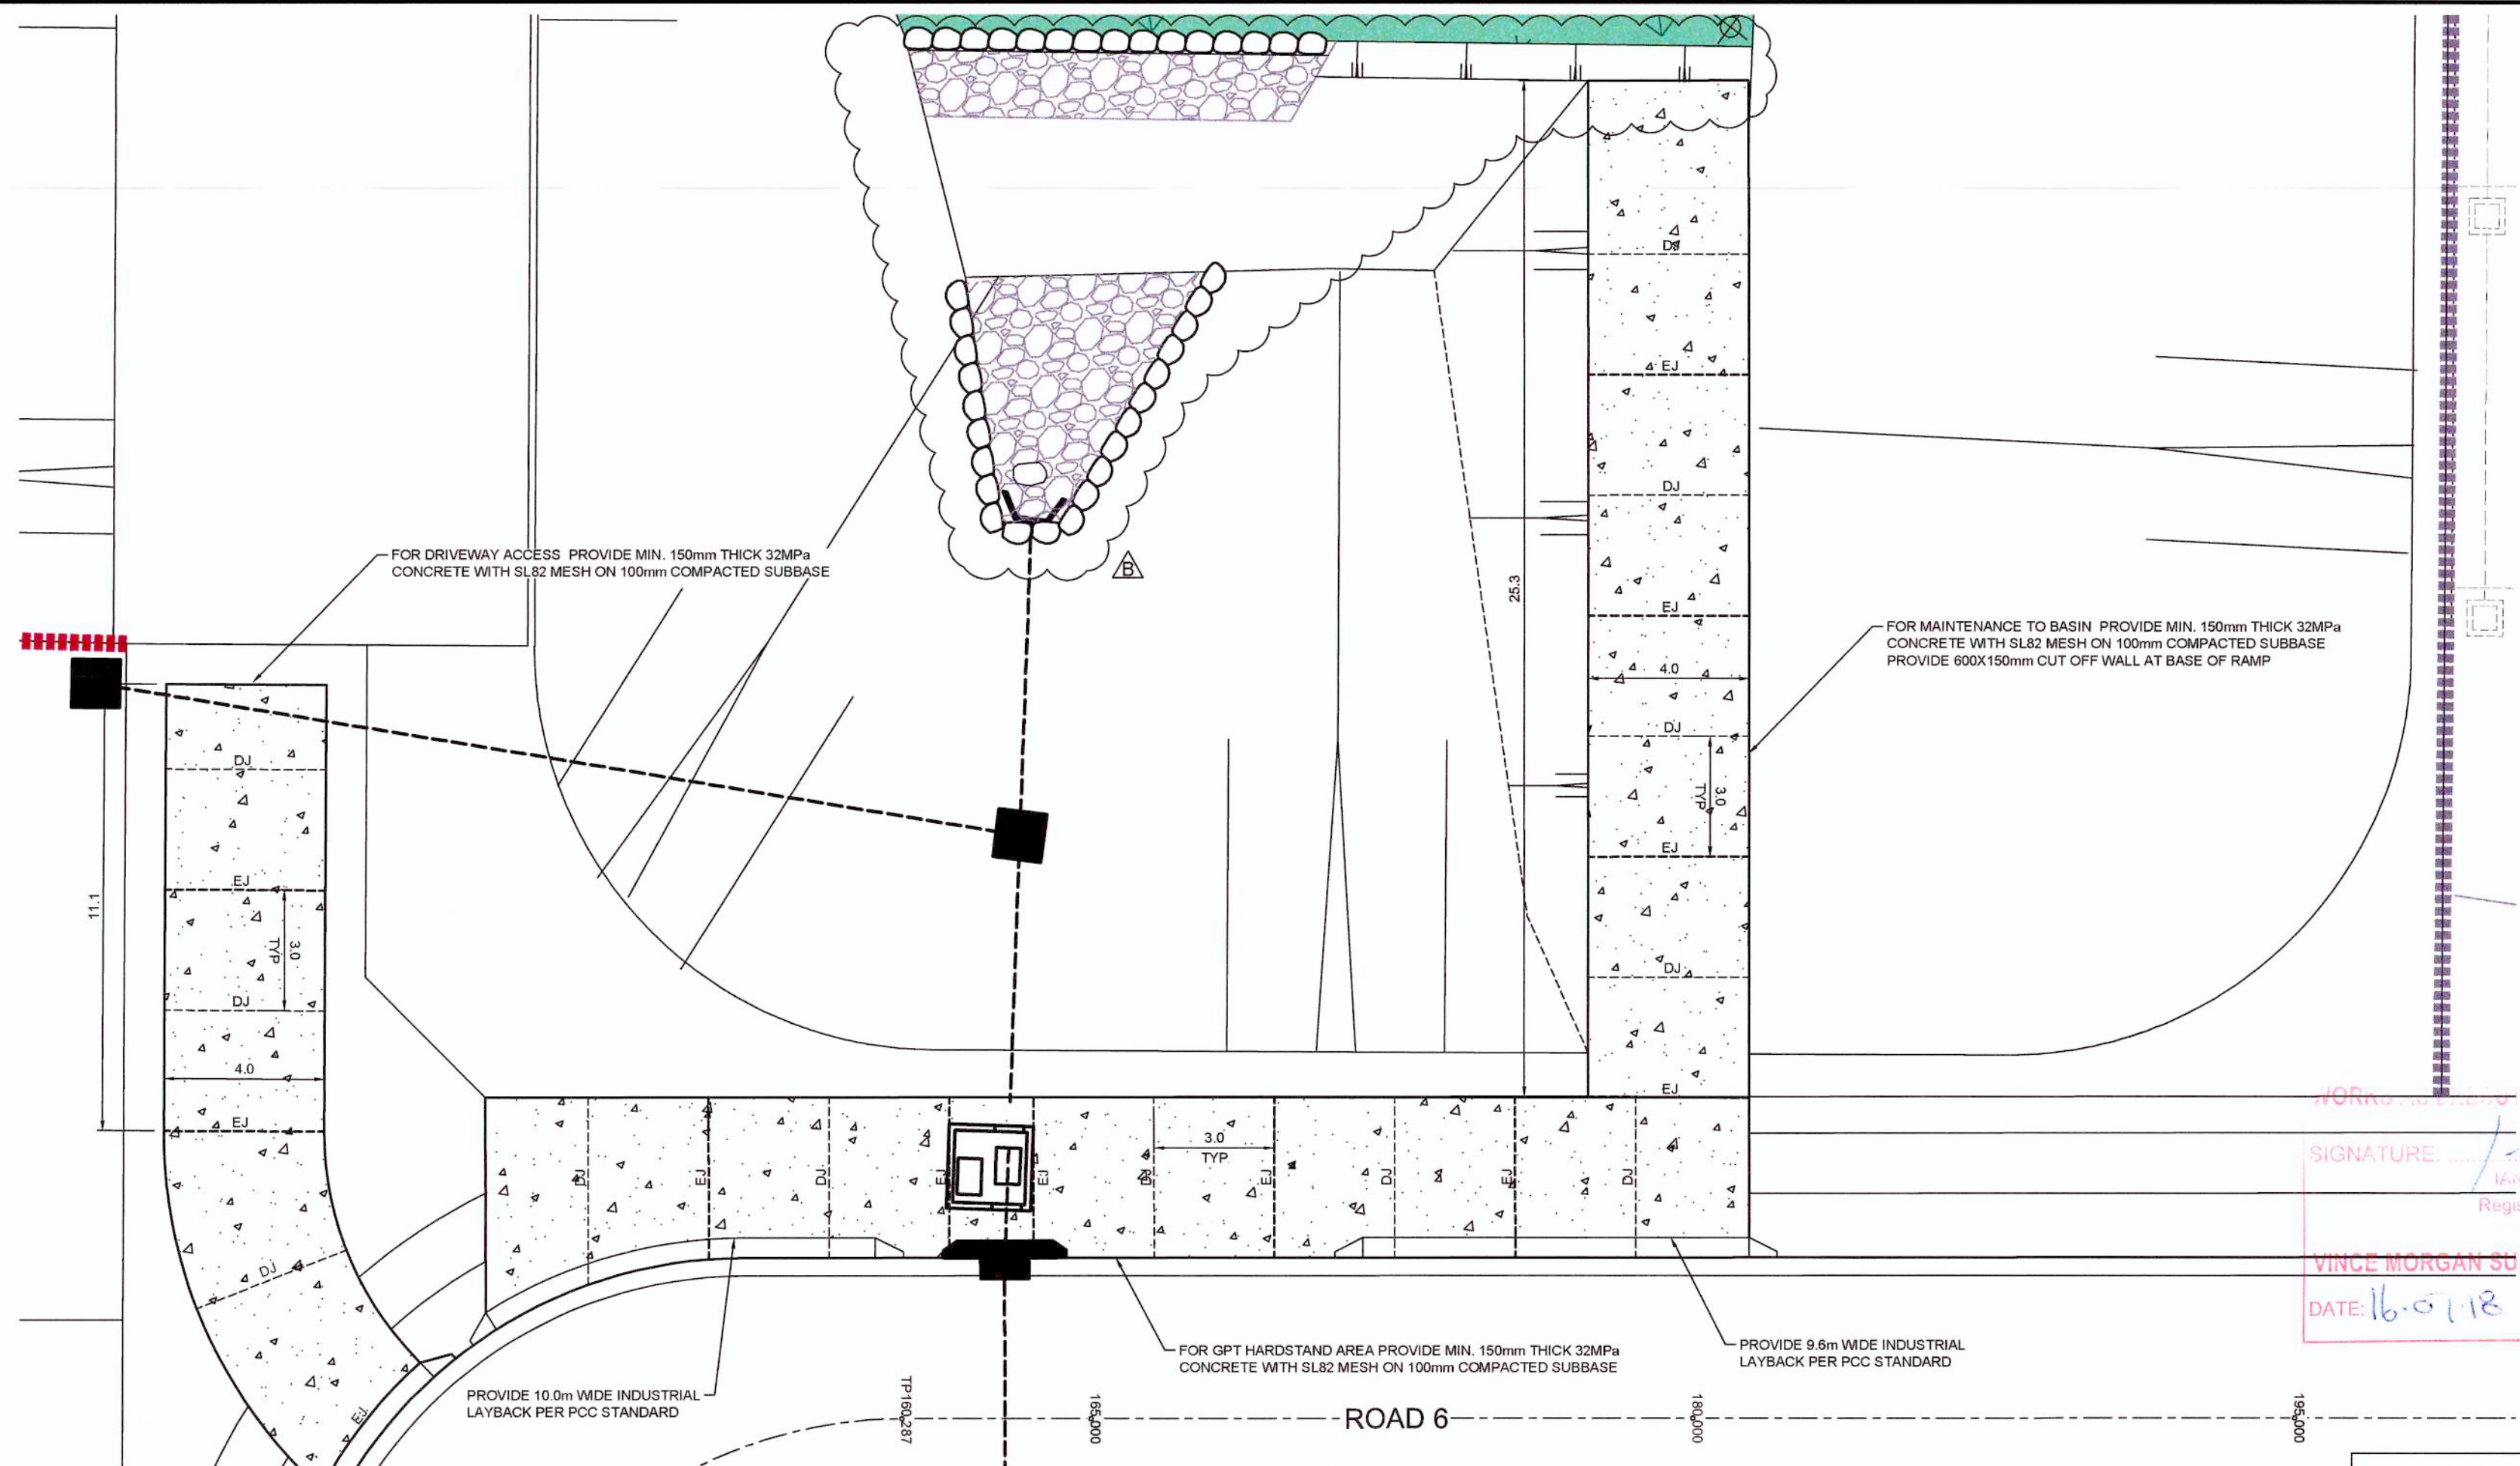 FOR DRIVEWAY ACCESS PROVIDE MIN. 150mm THICK 32MPa
CONCRETE WITH SL82 MESH ON 100mm COMPACTED SUBBASE
B
FOR MAINTENANCE TO BASIN PROVIDE MIN. 150mm THICK 32MPa
CONCRETE WITH SL82 MESH ON 100mm COMPACTED SUBBASE
PROVIDE 600X150mm CUT OFF WALL AT BASE OF RAMP
25.3
DJ
EJ
DJ
EJ
4.0
DJ
3.0
TYP
EJ
DJ
EJ
11.1
DJ
EJ
3.0
TYP
DJ
4.0
EJ
DJ
EJ
DJ
EJ
DJ
EJ
EJ
DJ
3.0
TYP
EJ
DJ
EJ
DJ
SIGNATURE:
VINCE MORGAN SU
DATE: 16.07.18
FOR GPT HARDSTAND AREA PROVIDE MIN. 150mm THICK 32MPa
CONCRETE WITH SL82 MESH ON 100mm COMPACTED SUBBASE
PROVIDE 9.6m WIDE INDUSTRIAL
LAYBACK PER PCC STANDARD
PROVIDE 10.0m WIDE INDUSTRIAL
LAYBACK PER PCC STANDARD
TP160.287
165.000
ROAD 6
180.000
195.000